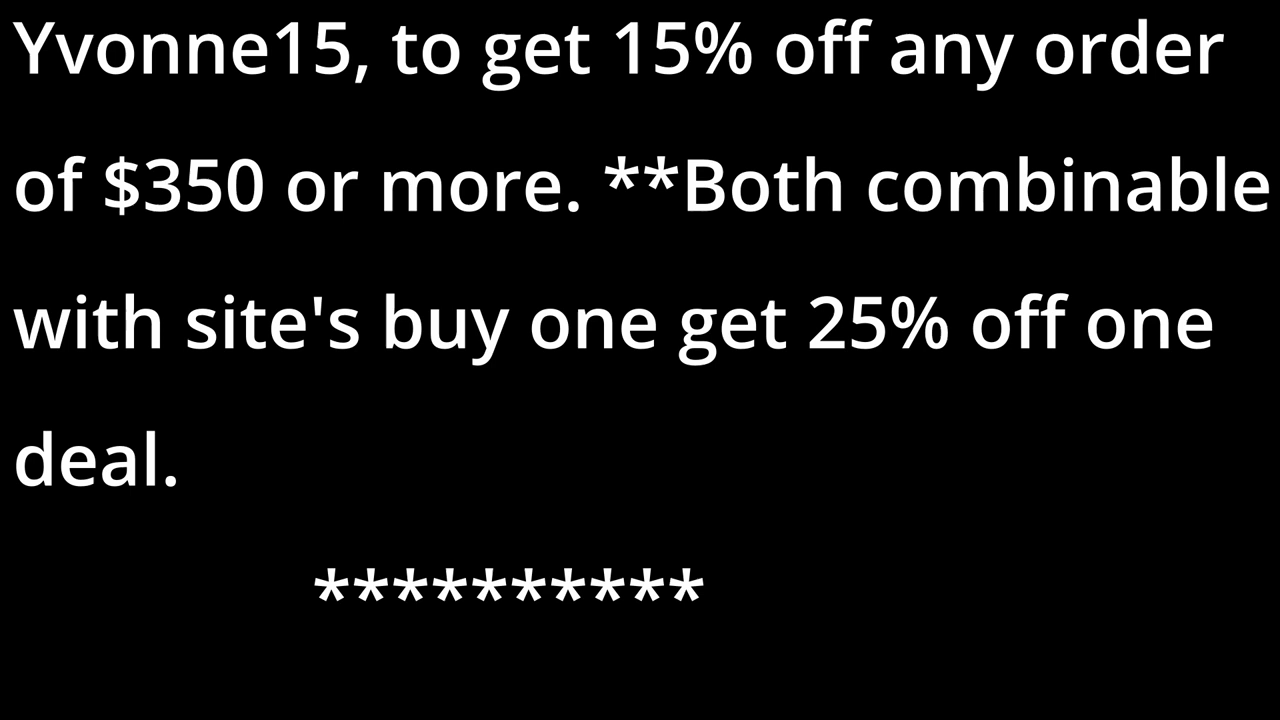 Yvonne15, to get 15% off any order
of $350 or more. **Both combinable
with site's buy one get 25% off one
deal.
**********